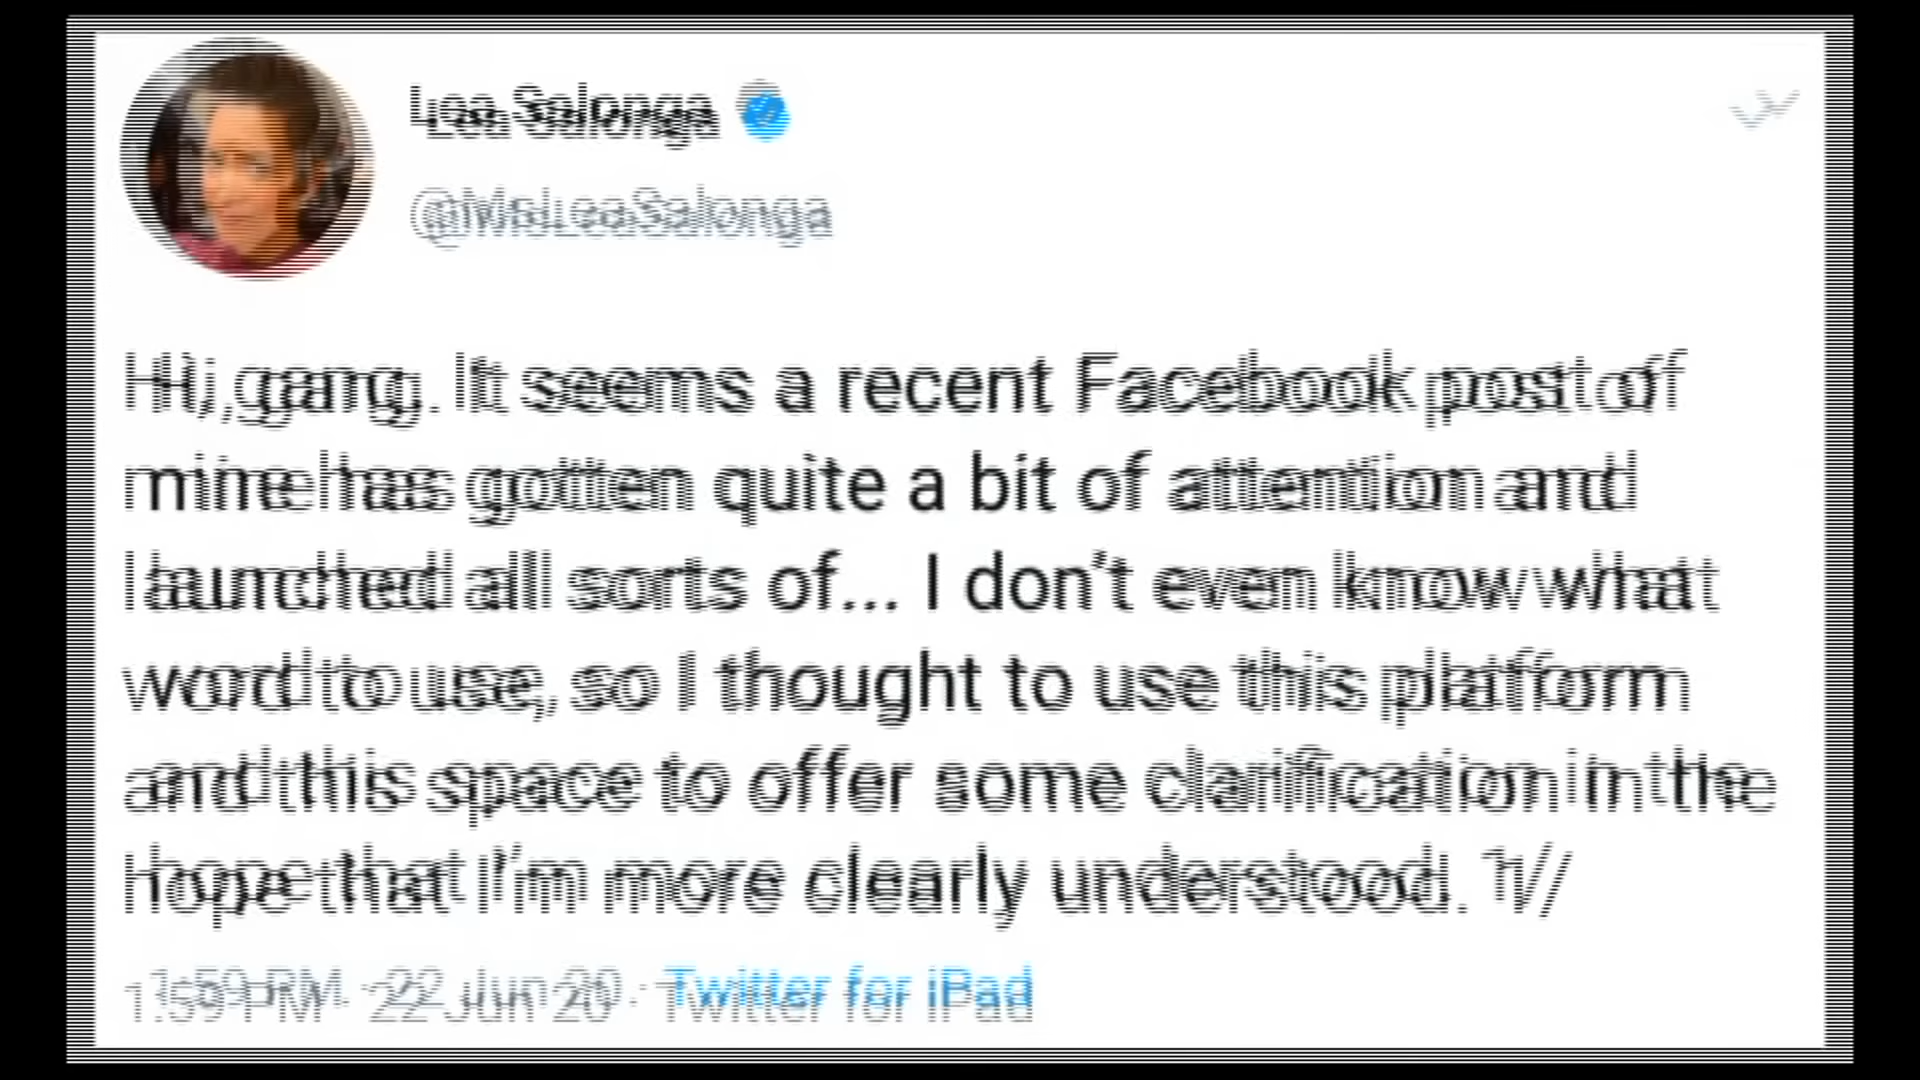 Lea Salonga
@MsLeaSalonga
Hi, gang. It seems a recent Facebook post of
mine has gotten quite a bit of attention and
launched all sorts of... I don't even know what
word to use, so I thought to use this platform
and this space to offer some clarification in the
hope that I'm more clearly understood. 1/
1:59 PM · 22 Jun 20 · Twitter for iPad